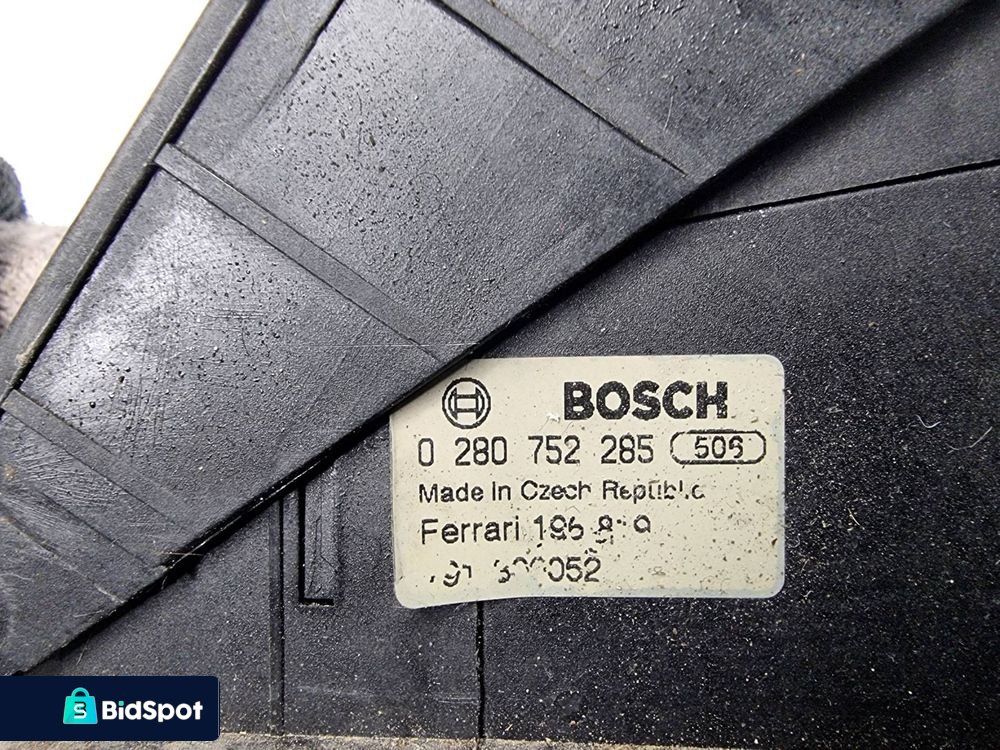 BOSCH
0 280 752 285 506
Made in Czech Republic
Ferrari
BidSpot